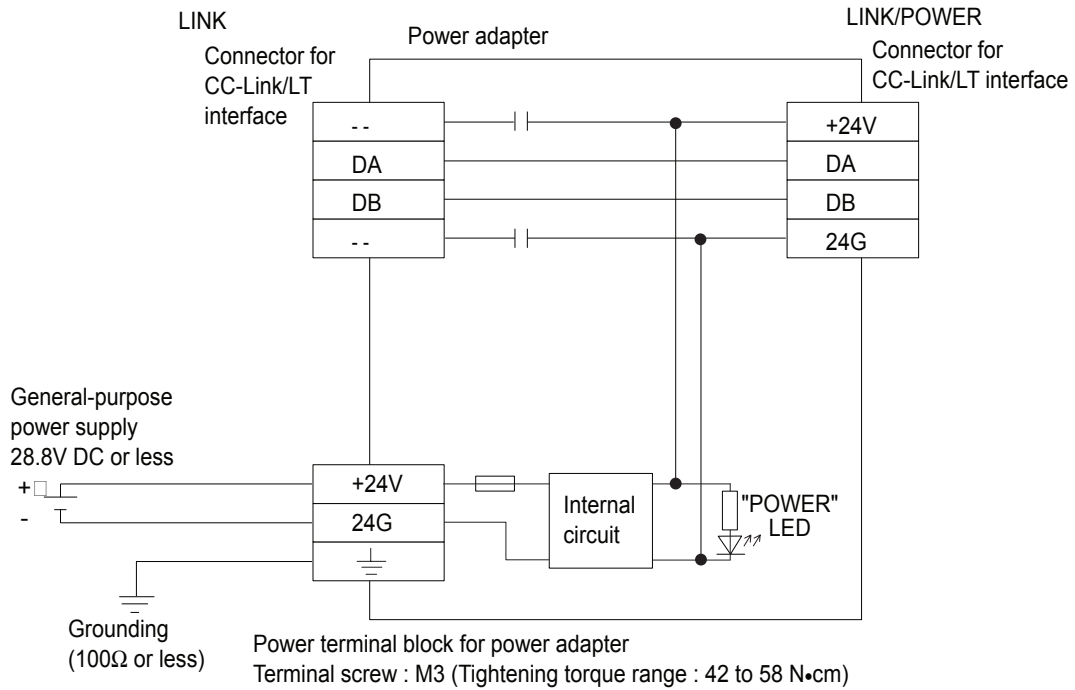 LINK
LINK/POWER
Power adapter
Connector for
CC-Link/LT
interface
Connector for
CC-Link/LT interface
- -
+24V
DA
DA
DB
DB
- -
24G
General-purpose
power supply
28.8V DC or less
+
-
+24V
24G
Internal
circuit
"POWER"
LED
Grounding
(100Ω or less)
Power terminal block for power adapter
Terminal screw : M3 (Tightening torque range : 42 to 58 N•cm)